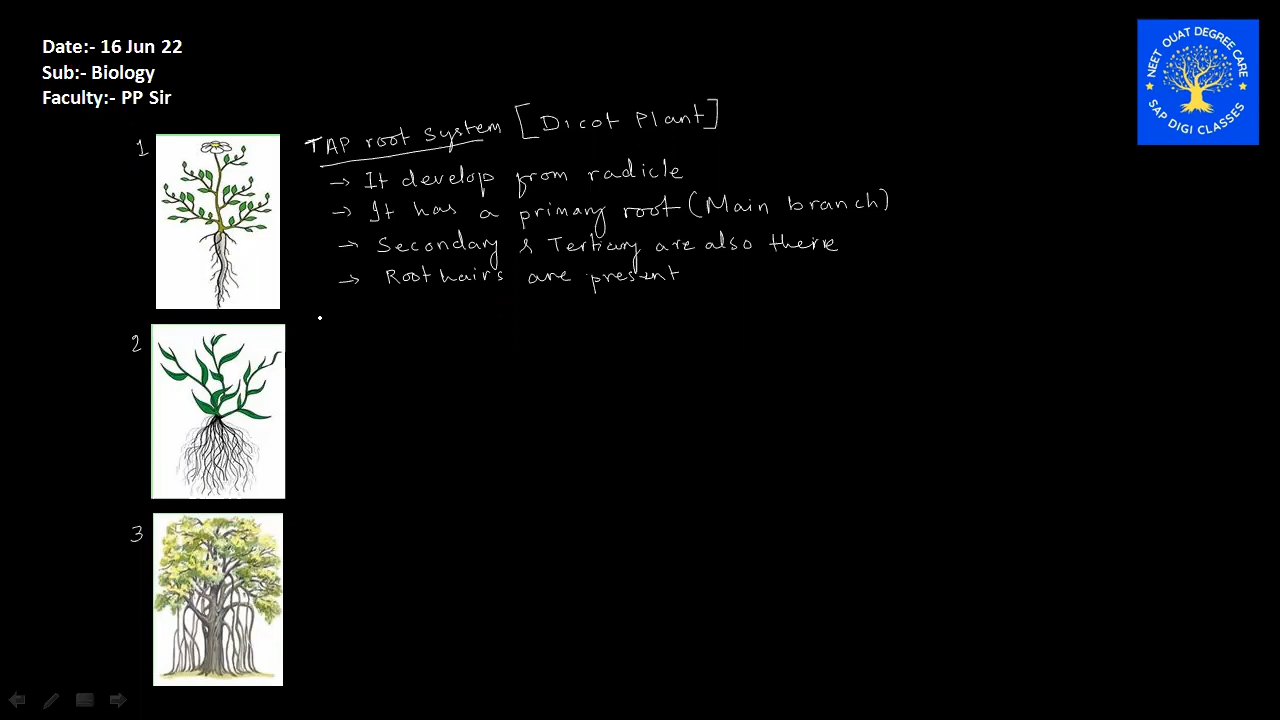 Date:- 16 Jun 22
Sub:- Biology
Faculty:- PP Sir
NEET OUAT DEGREE CARE
SAP DIGI CLASSES
1
TAP root system [Dicot Plant]
→ It develop from radicle
→ It has a primary root (Main branch)
→ Secondary & Tertiary are also there
→ Root hairs are present
2
3